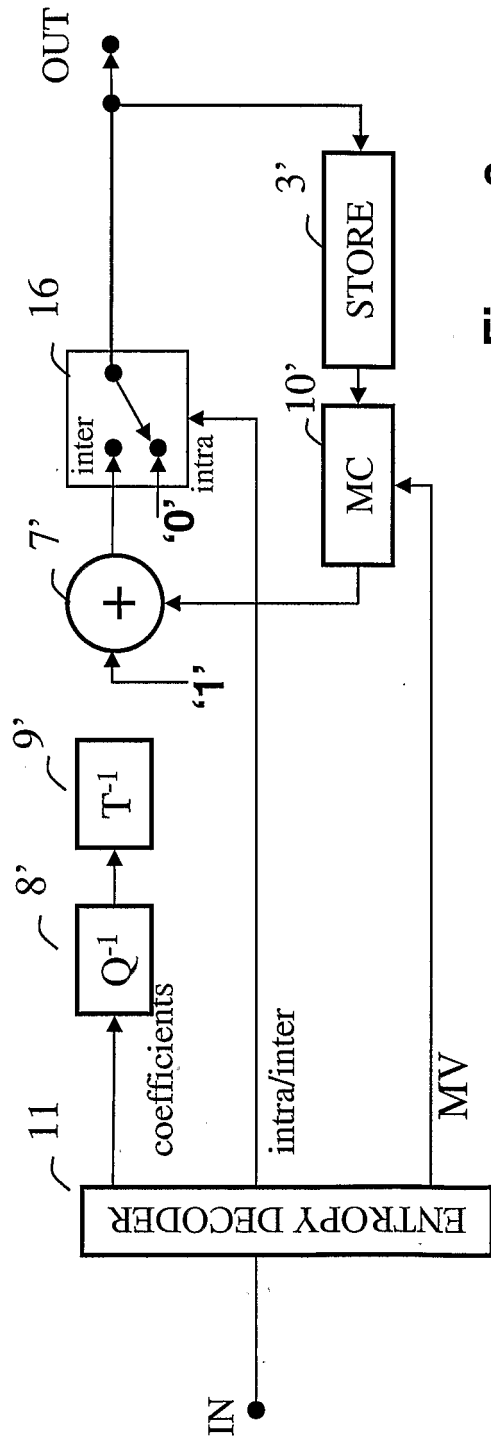 11
8’
9’
7’
16
OUT
Q-1
T-1
+
inter
coefficients
‘1’
‘0’
intra
ENTROPY DECODER
IN
intra/inter
10’
3’
MC
STORE
MV